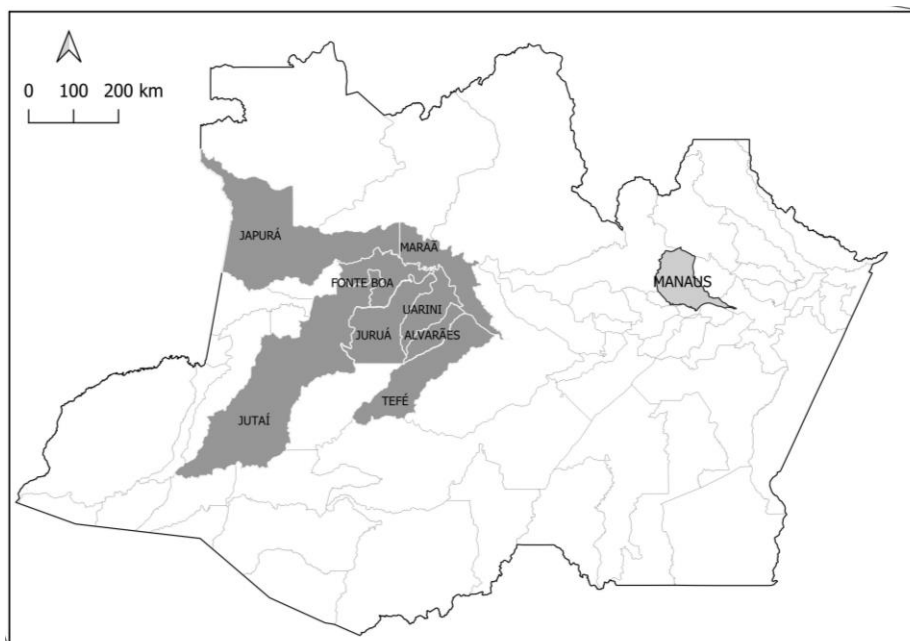 0 100 200 km
JAPURÁ
MARAÃ
FONTE BOA
MANAUS
UARINI
JURUÁ
ALVARÃES
TEFÉ
JUTAÍ